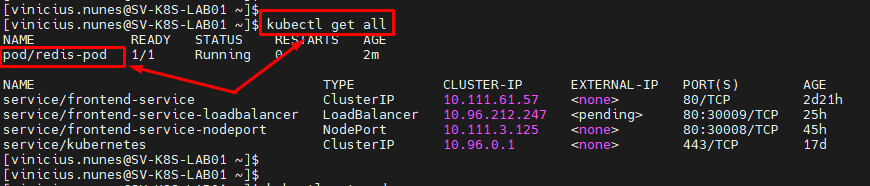 [vinicius.nunes@SV-K8S-LAB01 ~]$
[vinicius.nunes@SV-K8S-LAB01 ~]$ kubectl get all
NAME READY STATUS RESTARTS AGE
pod/redis-pod 1/1 Running 0 2m
NAME TYPE CLUSTER-IP EXTERNAL-IP PORT(S) AGE
service/frontend-service ClusterIP 10.111.61.57 <none> 80/TCP 2d21h
service/frontend-service-loadbalancer LoadBalancer 10.96.212.247 <pending> 80:30009/TCP 25h
service/frontend-service-nodeport NodePort 10.111.3.125 <none> 80:30008/TCP 45h
service/kubernetes ClusterIP 10.96.0.1 <none> 443/TCP 17d
[vinicius.nunes@SV-K8S-LAB01 ~]$
[vinicius.nunes@SV-K8S-LAB01 ~]$